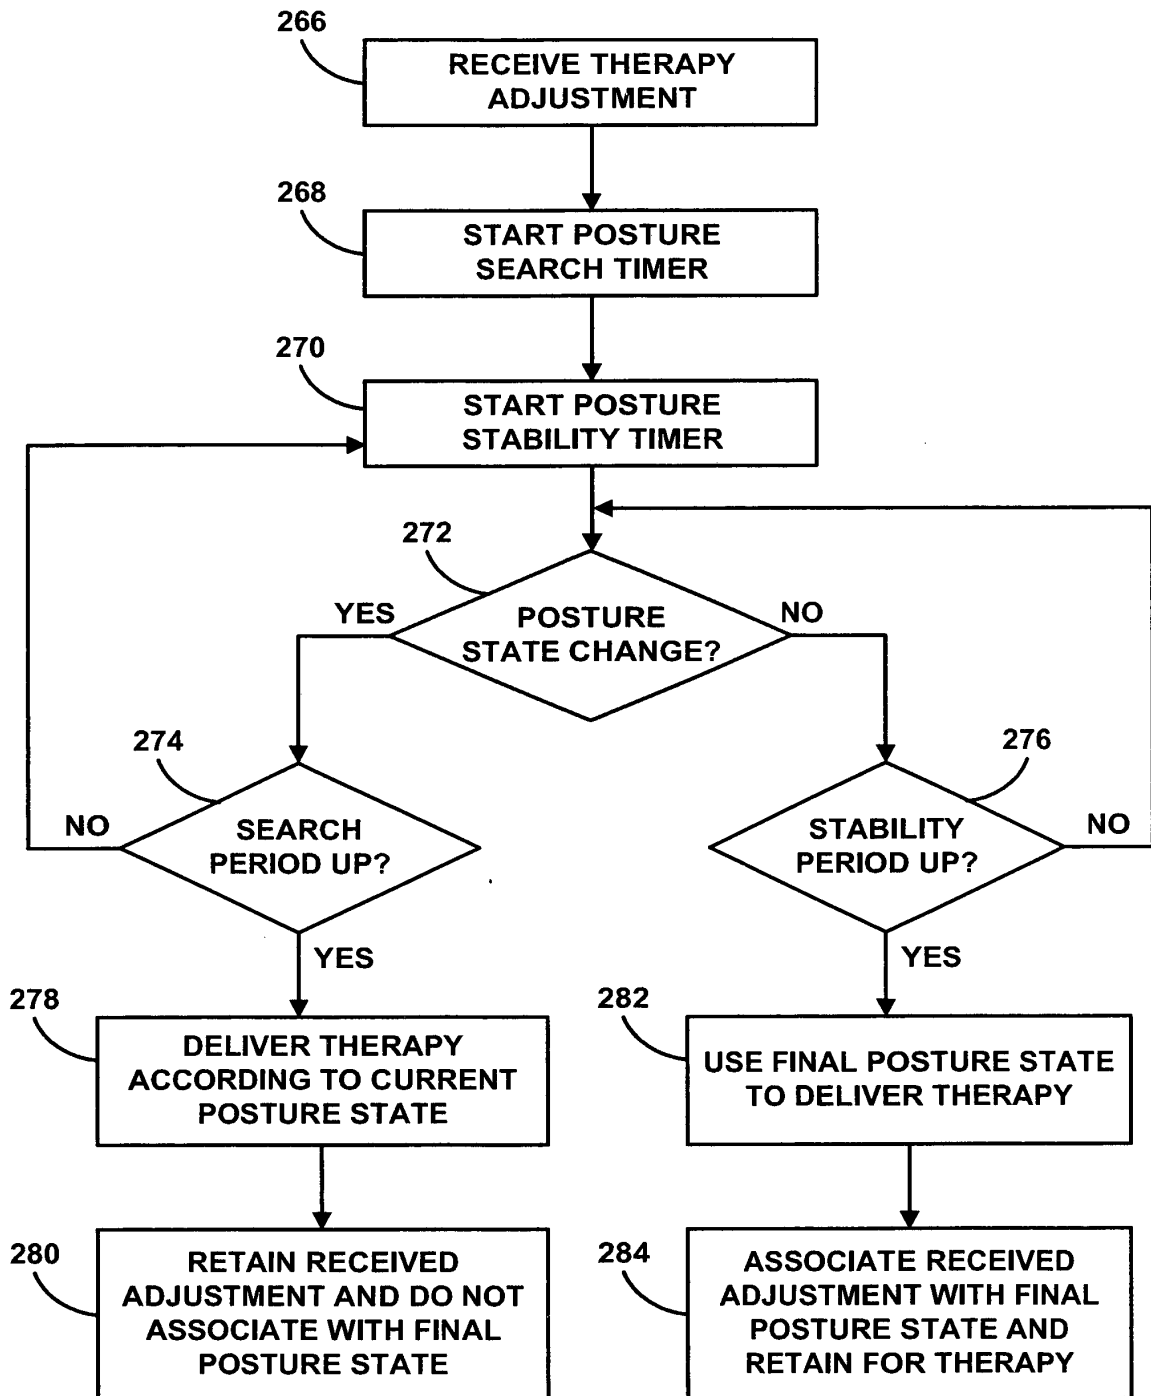 266
RECEIVE THERAPY
ADJUSTMENT
268
START POSTURE
SEARCH TIMER
270
START POSTURE
STABILITY TIMER
272
YES
POSTURE
STATE CHANGE?
NO
274
276
NO
SEARCH
PERIOD UP?
STABILITY
PERIOD UP?
NO
YES
YES
278
DELIVER THERAPY
ACCORDING TO CURRENT
POSTURE STATE
282
USE FINAL POSTURE STATE
TO DELIVER THERAPY
280
RETAIN RECEIVED
ADJUSTMENT AND DO NOT
ASSOCIATE WITH FINAL
POSTURE STATE
284
ASSOCIATE RECEIVED
ADJUSTMENT WITH FINAL
POSTURE STATE AND
RETAIN FOR THERAPY